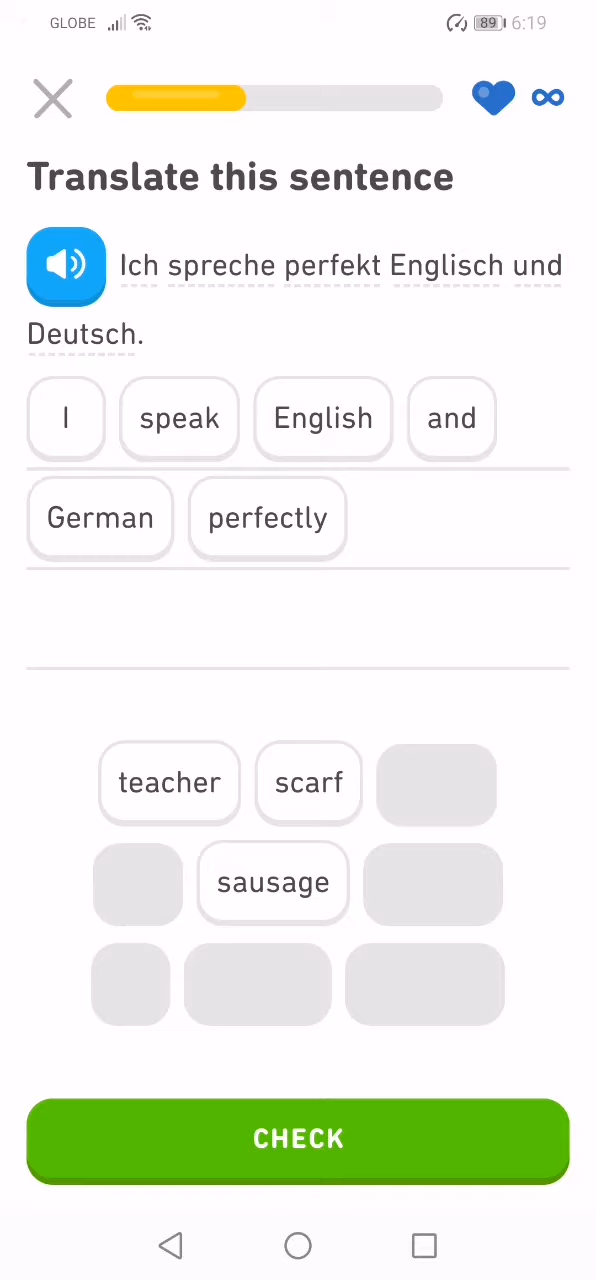 GLOBE 89 6:19
Translate this sentence
Ich spreche perfekt Englisch und
Deutsch.
I speak English and
German perfectly
teacher scarf
sausage
CHECK